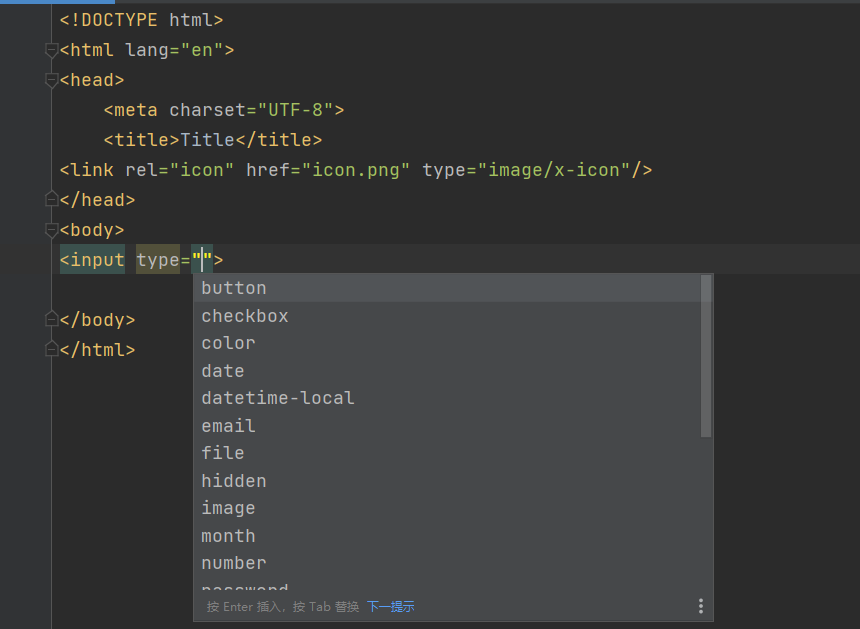 <!DOCTYPE html>
<html lang="en">
<head>
    <meta charset="UTF-8">
    <title>Title</title>
<link rel="icon" href="icon.png" type="image/x-icon"/>
</head>
<body>
<input type="">
button
checkbox
color
date
datetime-local
email
file
hidden
image
month
number
password
按 Enter 插入，按 Tab 替换 下一提示
</body>
</html>